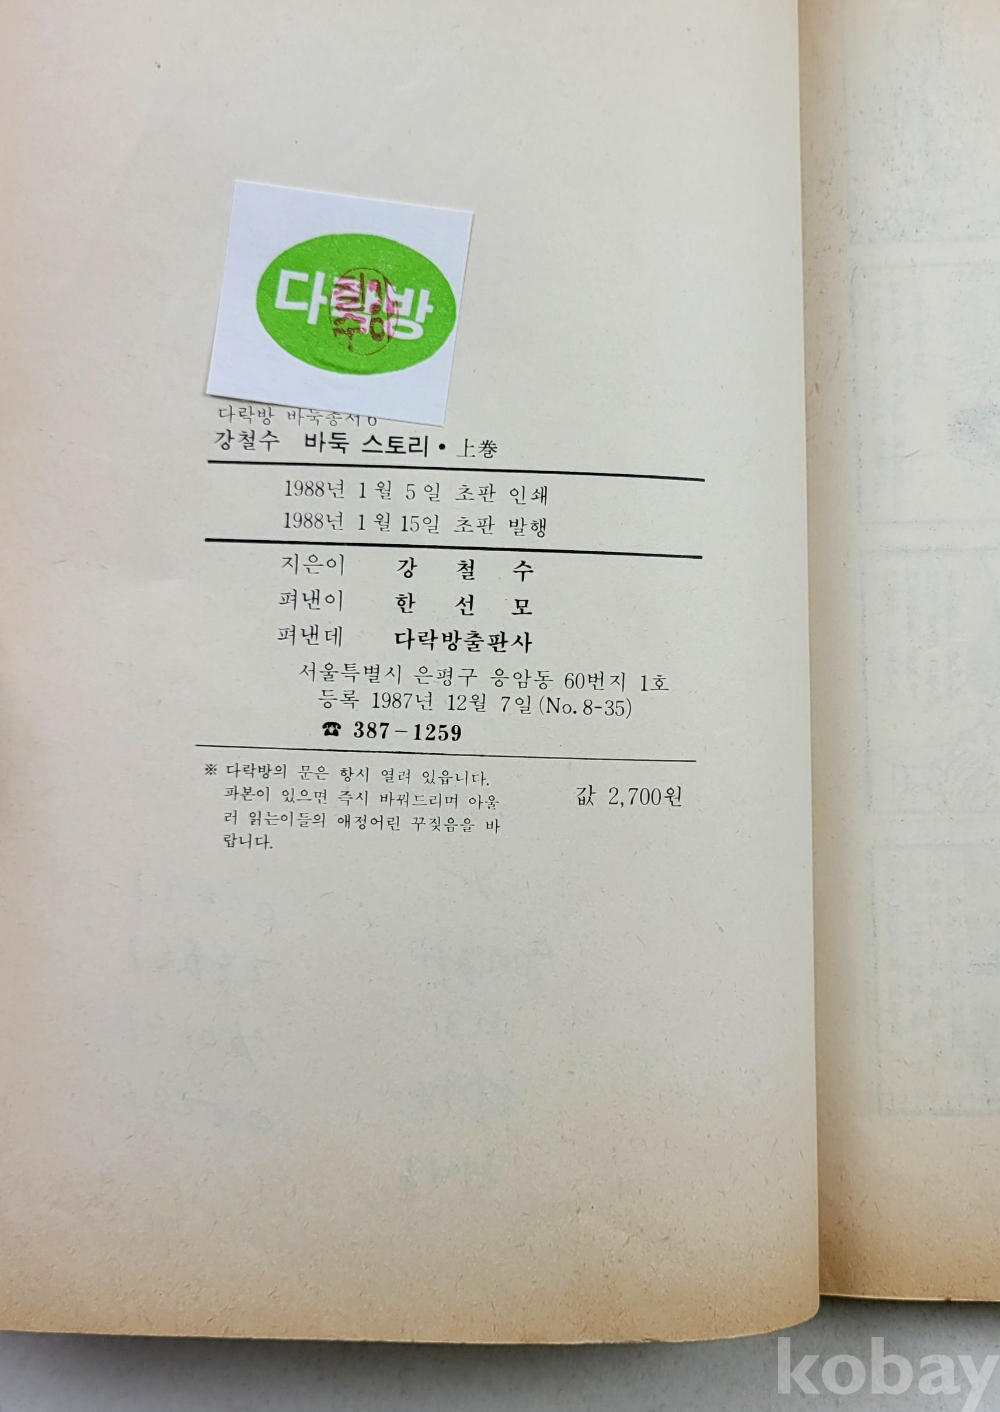 다락방
다락방 바둑총서 6
강철수 바둑 스토리·上巻
1988년 1월 5일 초판 인쇄
1988년 1월 15일 초판 발행
지은이 강 철 수
펴낸이 한 선 모
펴낸데 다락방출판사
서울특별시 은평구 응암동 60번지 1호
등록 1987년 12월 7일(No. 8-35)
☎ 387-1259
※ 다락방의 문은 항시 열려 있읍니다.
파본이 있으면 즉시 바꿔드리며 아울
러 읽는이들의 애정어린 꾸짖음을 바
랍니다.
값 2,700원
kobay